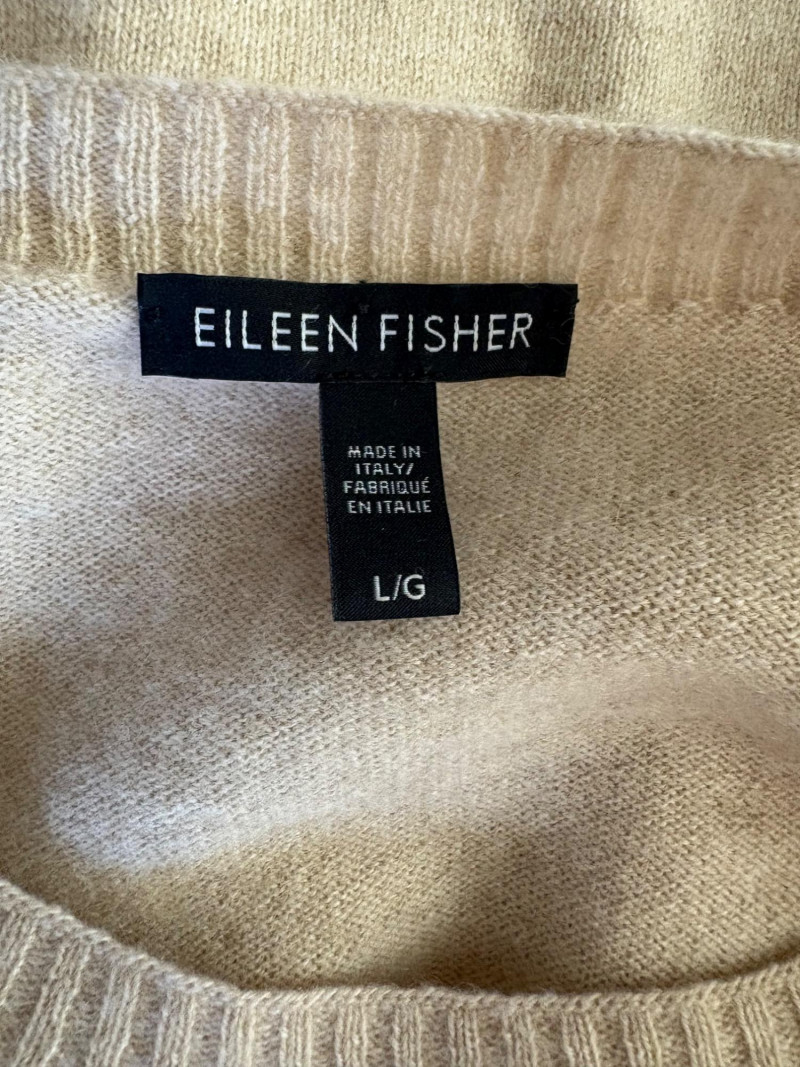 EILEEN FISHER
MADE IN
ITALY/
FABRIQUÉ
EN ITALIE
L/G